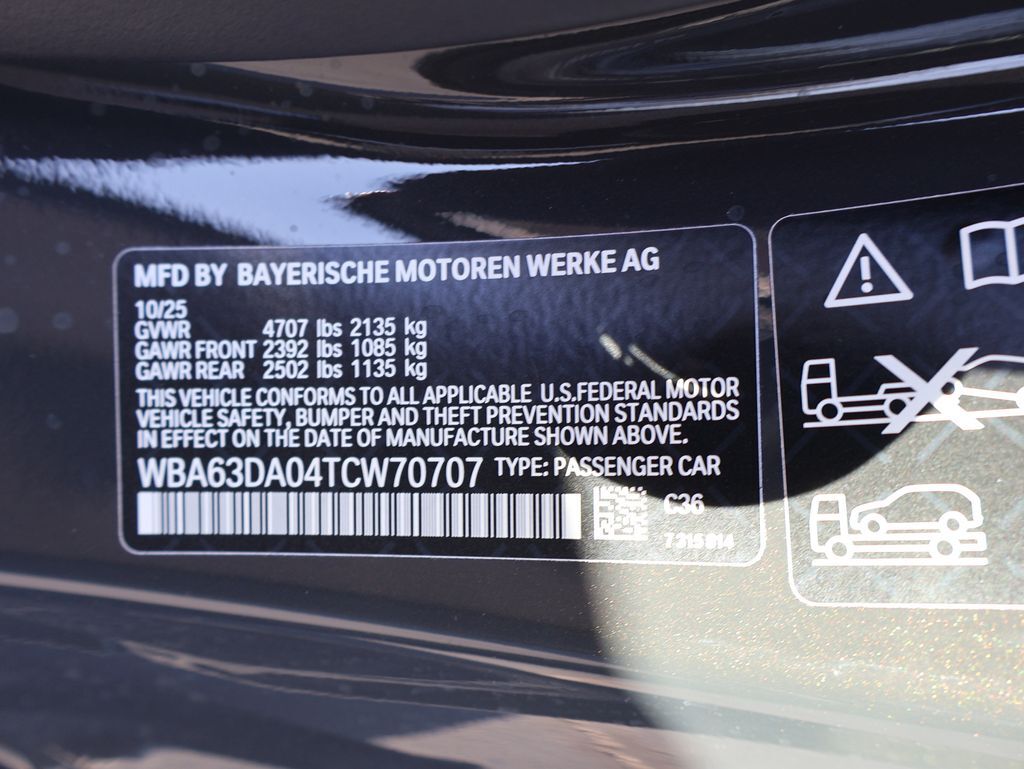 MFD BY BAYERISCHE MOTOREN WERKE AG
10/25
GVWR 4707 lbs 2135 kg
GAWR FRONT 2392 lbs 1085 kg
GAWR REAR 2502 lbs 1135 kg
THIS VEHICLE CONFORMS TO ALL APPLICABLE U.S.FEDERAL MOTOR
VEHICLE SAFETY, BUMPER AND THEFT PREVENTION STANDARDS
IN EFFECT ON THE DATE OF MANUFACTURE SHOWN ABOVE.
WBA63DA04TCW70707 TYPE: PASSENGER CAR
C36